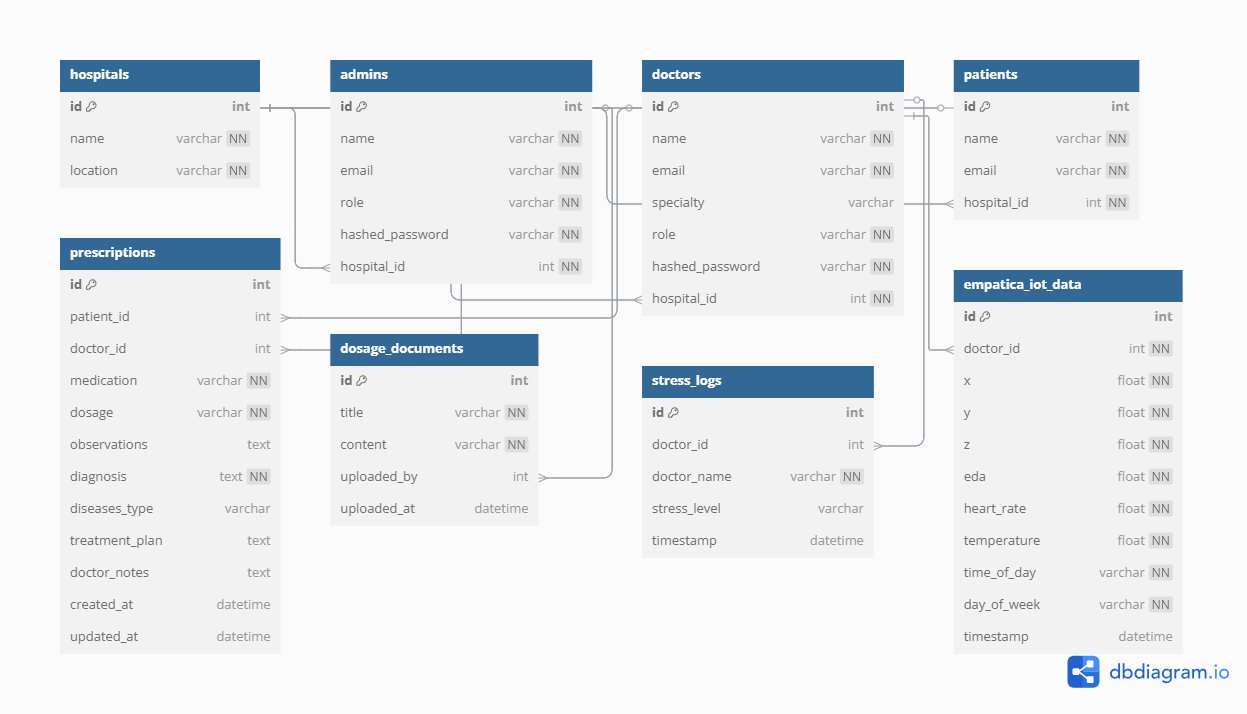 hospitals
id int
name varchar NN
location varchar NN
admins
id int
name varchar NN
email varchar NN
role varchar NN
hashed_password varchar NN
hospital_id int NN
doctors
id int
name varchar NN
email varchar NN
specialty varchar
role varchar NN
hashed_password varchar NN
hospital_id int NN
patients
id int
name varchar NN
email varchar NN
hospital_id int NN
prescriptions
id int
patient_id int
doctor_id int
medication varchar NN
dosage varchar NN
observations text
diagnosis text NN
diseases_type varchar
treatment_plan text
doctor_notes text
created_at datetime
updated_at datetime
dosage_documents
id int
title varchar NN
content varchar NN
uploaded_by int
uploaded_at datetime
stress_logs
id int
doctor_id int
doctor_name varchar NN
stress_level varchar
timestamp datetime
empatica_iot_data
id int
doctor_id int NN
x float NN
y float NN
z float NN
eda float NN
heart_rate float NN
temperature float NN
time_of_day varchar NN
day_of_week varchar NN
timestamp datetime
dbdiagram.io